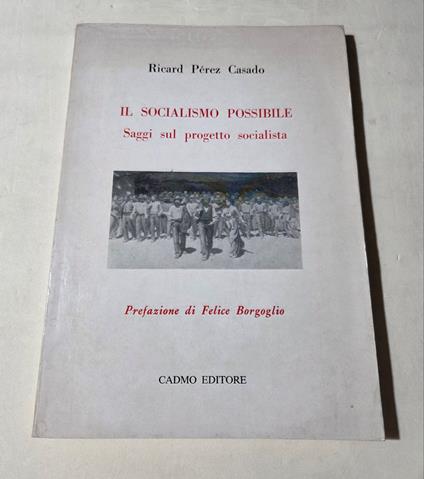 Ricard Pérez Casado
IL SOCIALISMO POSSIBILE
Saggi sul progetto socialista
Prefazione di Felice Borgoglio
CADMO EDITORE